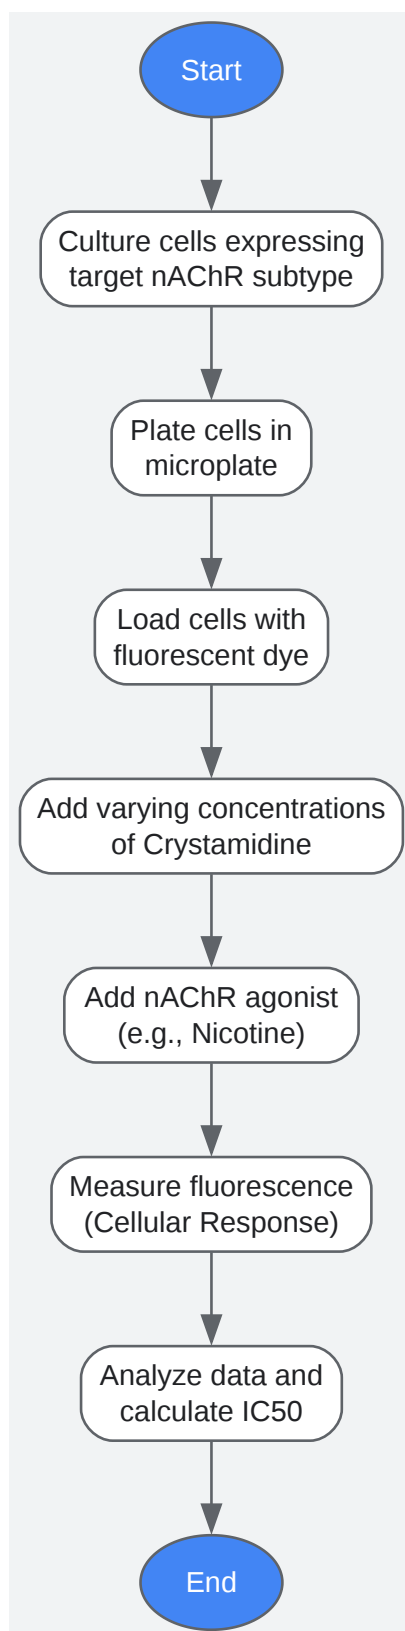 Start
Culture cells expressing
target nAChR subtype
Plate cells in
microplate
Load cells with
fluorescent dye
Add varying concentrations
of Crystamidine
Add nAChR agonist
(e.g., Nicotine)
Measure fluorescence
(Cellular Response)
Analyze data and
calculate IC50
End